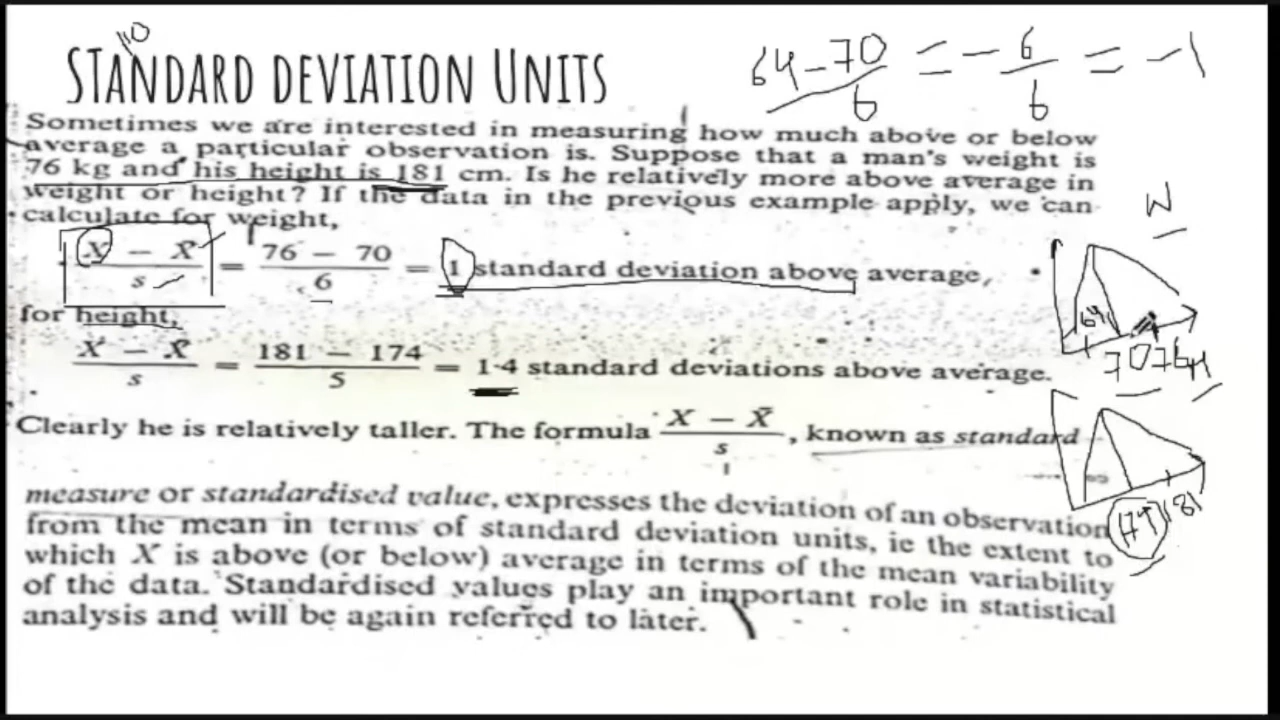 STANDARD DEVIATION UNITS
64 - 70 / 6 = - 6 / 6 = -1
Sometimes we are interested in measuring how much above or below
average a particular observation is. Suppose that a man's weight is
76 kg and his height is 181 cm. Is he relatively more above average in
weight or height? If the data in the previous example apply, we can
calculate for weight,
W
X - X̄ / s = 76 - 70 / 6 = 1 standard deviation above average,
for height,
64
70 76
X - X̄ / s = 181 - 174 / 5 = 1·4 standard deviations above average.
Clearly he is relatively taller. The formula X - X̄ / s , known as standard
174 181
measure or standardised value, expresses the deviation of an observation
from the mean in terms of standard deviation units, ie the extent to
which X is above (or below) average in terms of the mean variability
of the data. Standardised values play an important role in statistical
analysis and will be again referred to later.